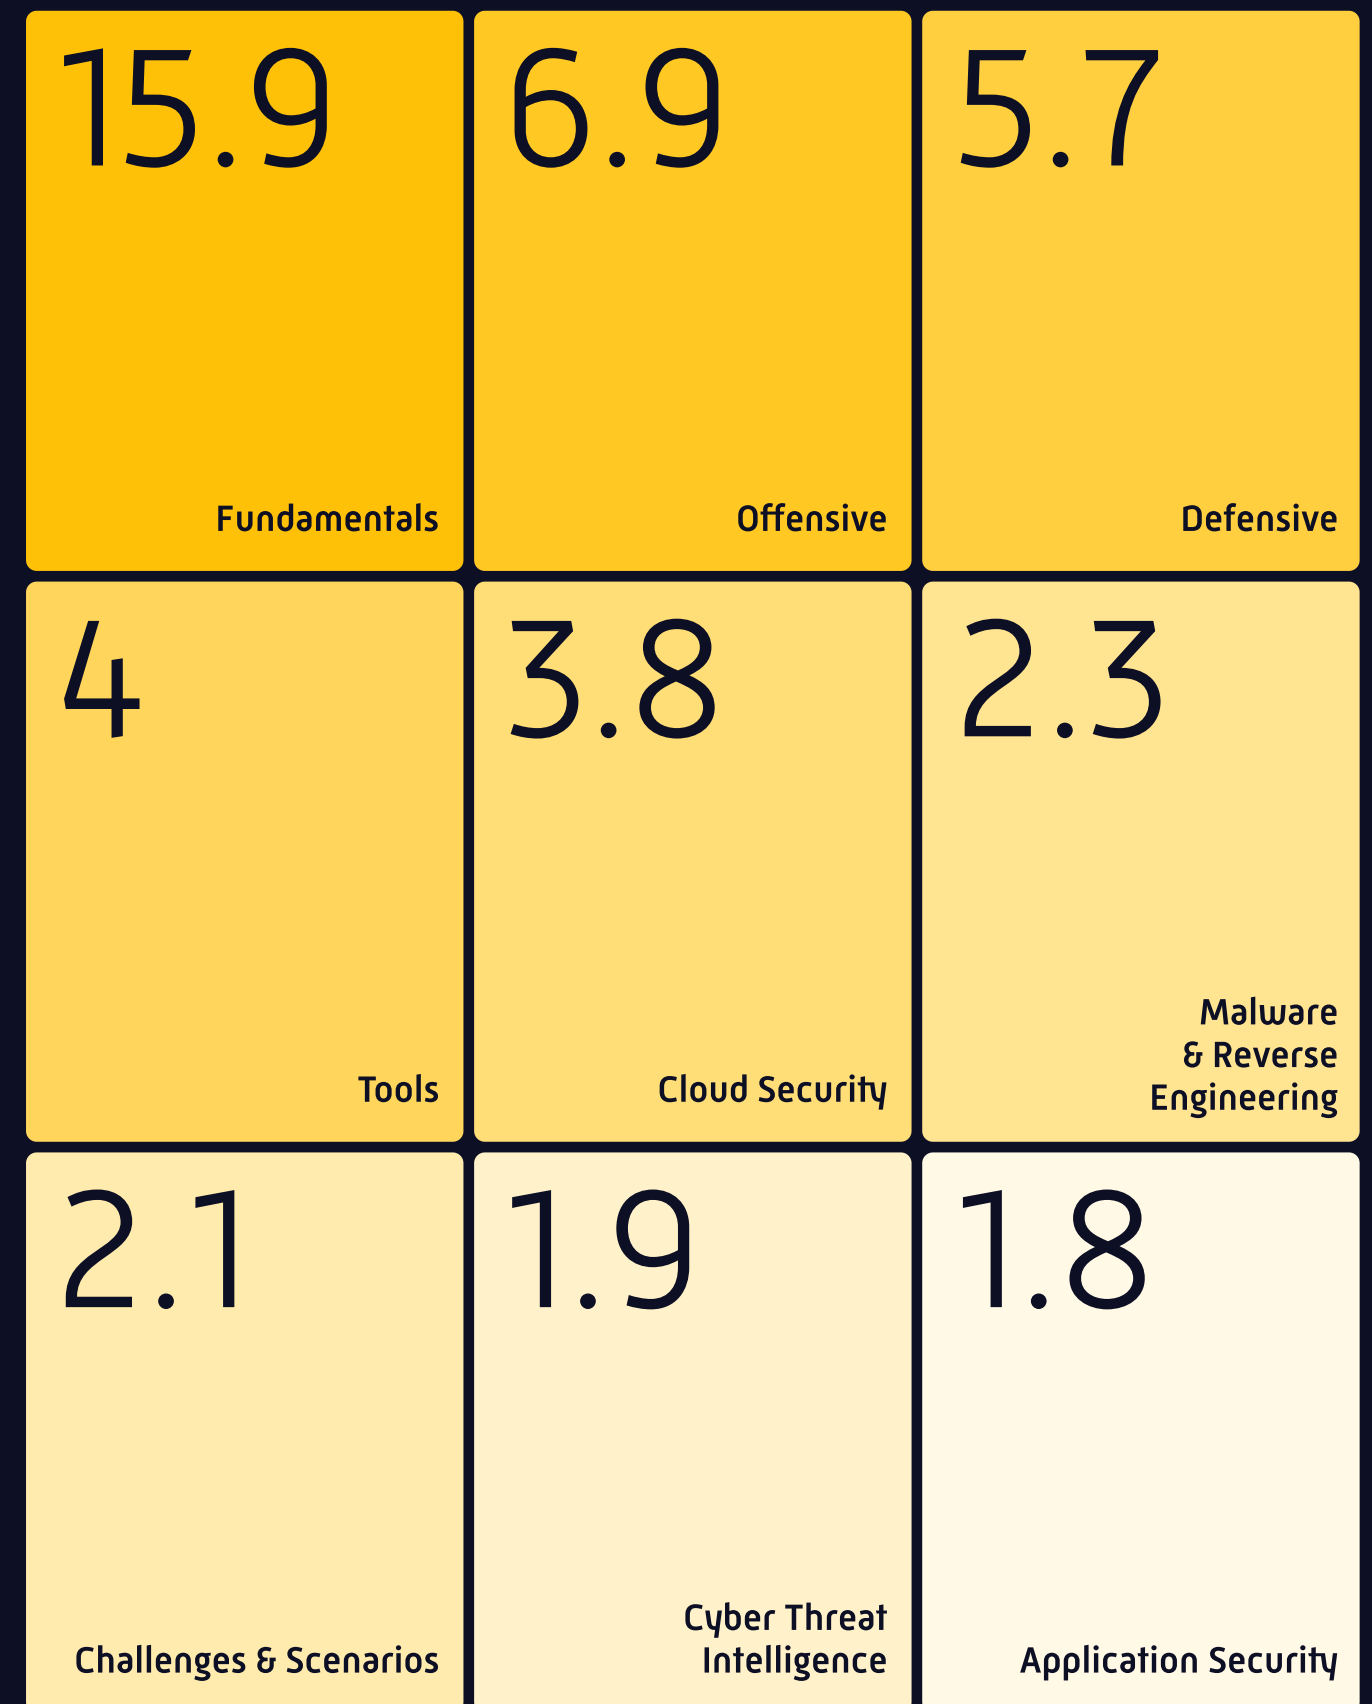 15.9
Fundamentals
6.9
Offensive
5.7
Defensive
4
Tools
3.8
Cloud Security
2.3
Malware
& Reverse
Engineering
2.1
Challenges & Scenarios
1.9
Cyber Threat
Intelligence
1.8
Application Security